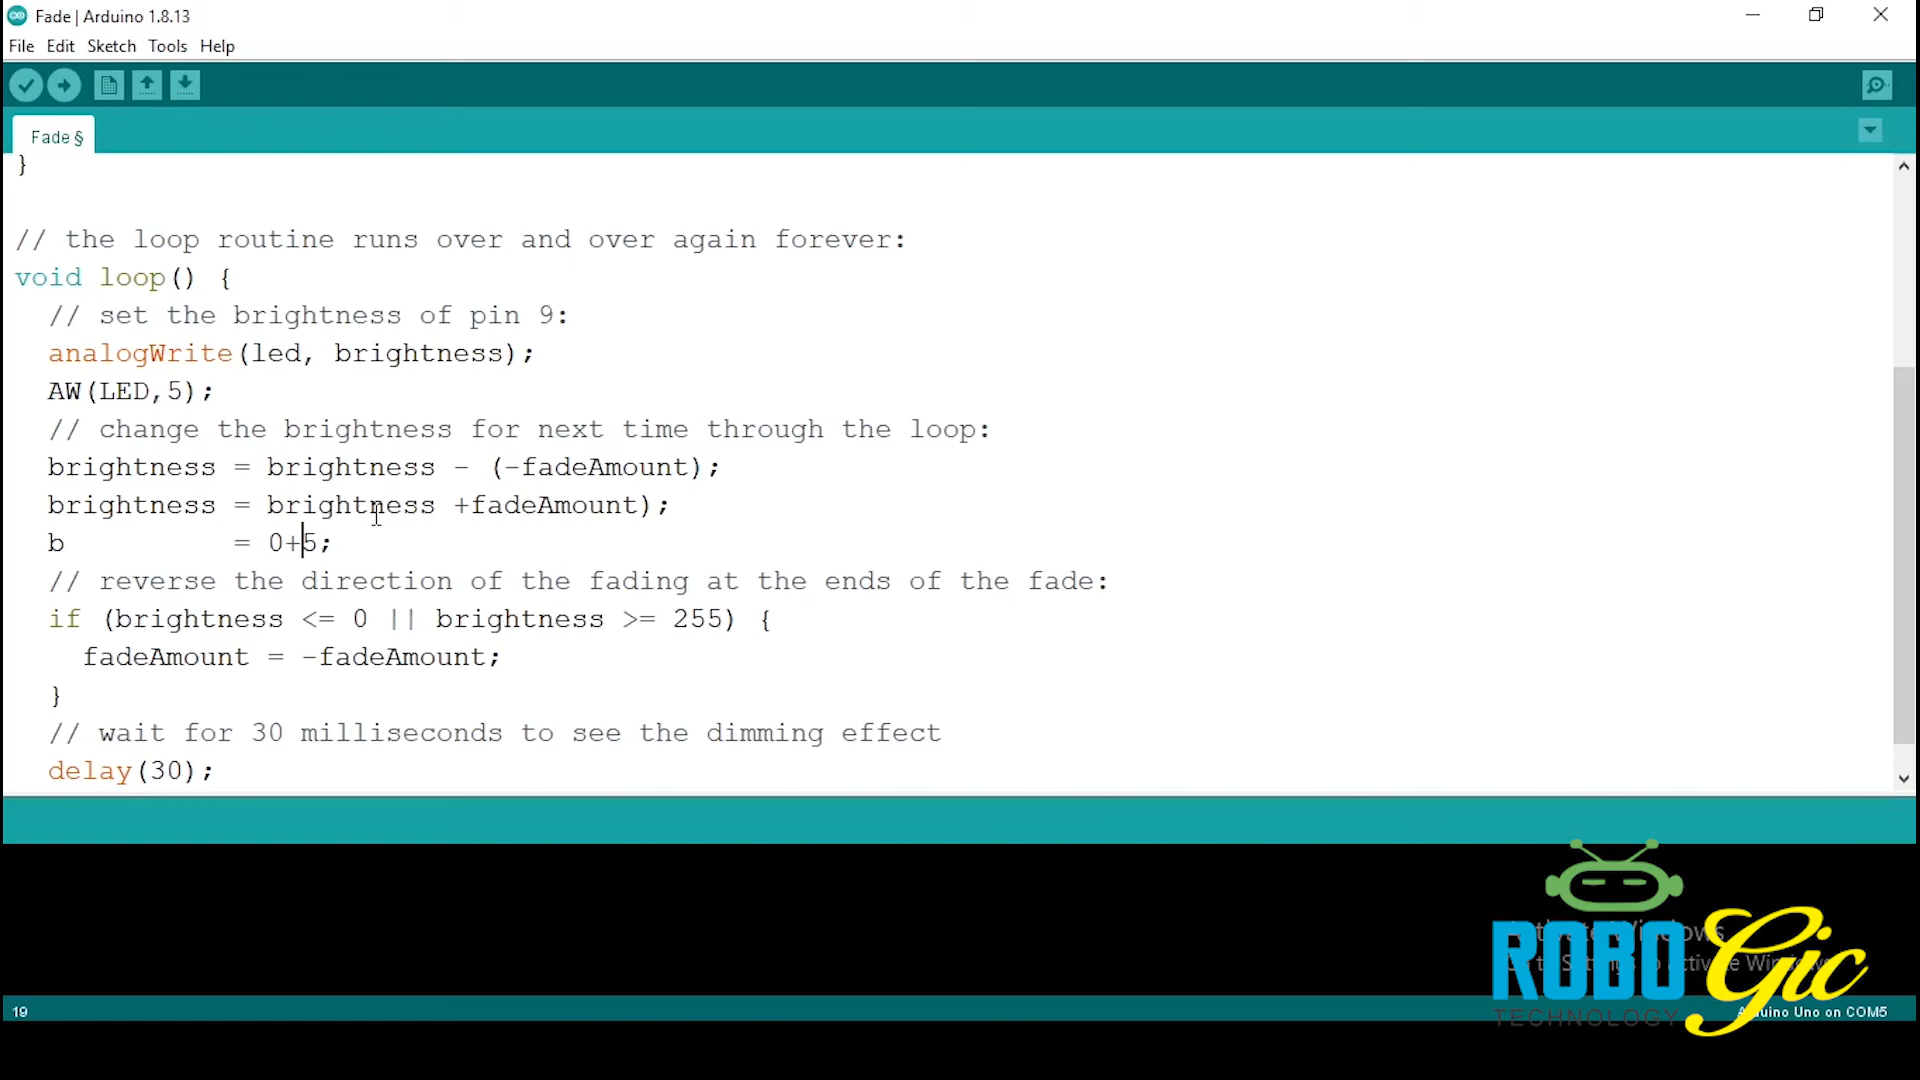 Fade | Arduino 1.8.13
File Edit Sketch Tools Help
Fade §
}
// the loop routine runs over and over again forever:
void loop() {
// set the brightness of pin 9:
analogWrite(led, brightness);
AW(LED,5);
// change the brightness for next time through the loop:
brightness = brightness - (-fadeAmount);
brightness = brightness +fadeAmount);
b = 0+5;
// reverse the direction of the fading at the ends of the fade:
if (brightness <= 0 || brightness >= 255) {
fadeAmount = -fadeAmount;
}
// wait for 30 milliseconds to see the dimming effect
delay(30);
ROBO Gic
TECHNOLOGY
19
Arduino Uno on COM5